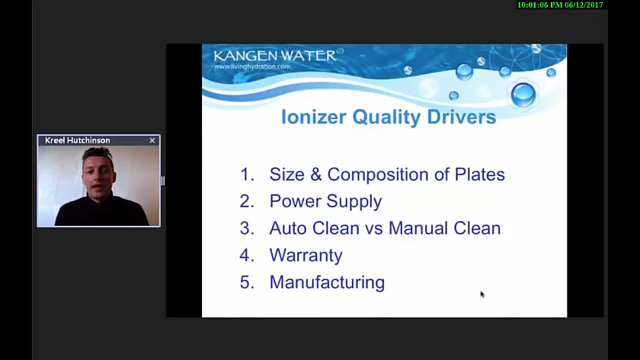 10:01:06 PM 06/12/2017
KANGEN WATER®
www.livinghydration.com
Ionizer Quality Drivers
Kreel Hutchinson
1. Size & Composition of Plates
2. Power Supply
3. Auto Clean vs Manual Clean
4. Warranty
5. Manufacturing